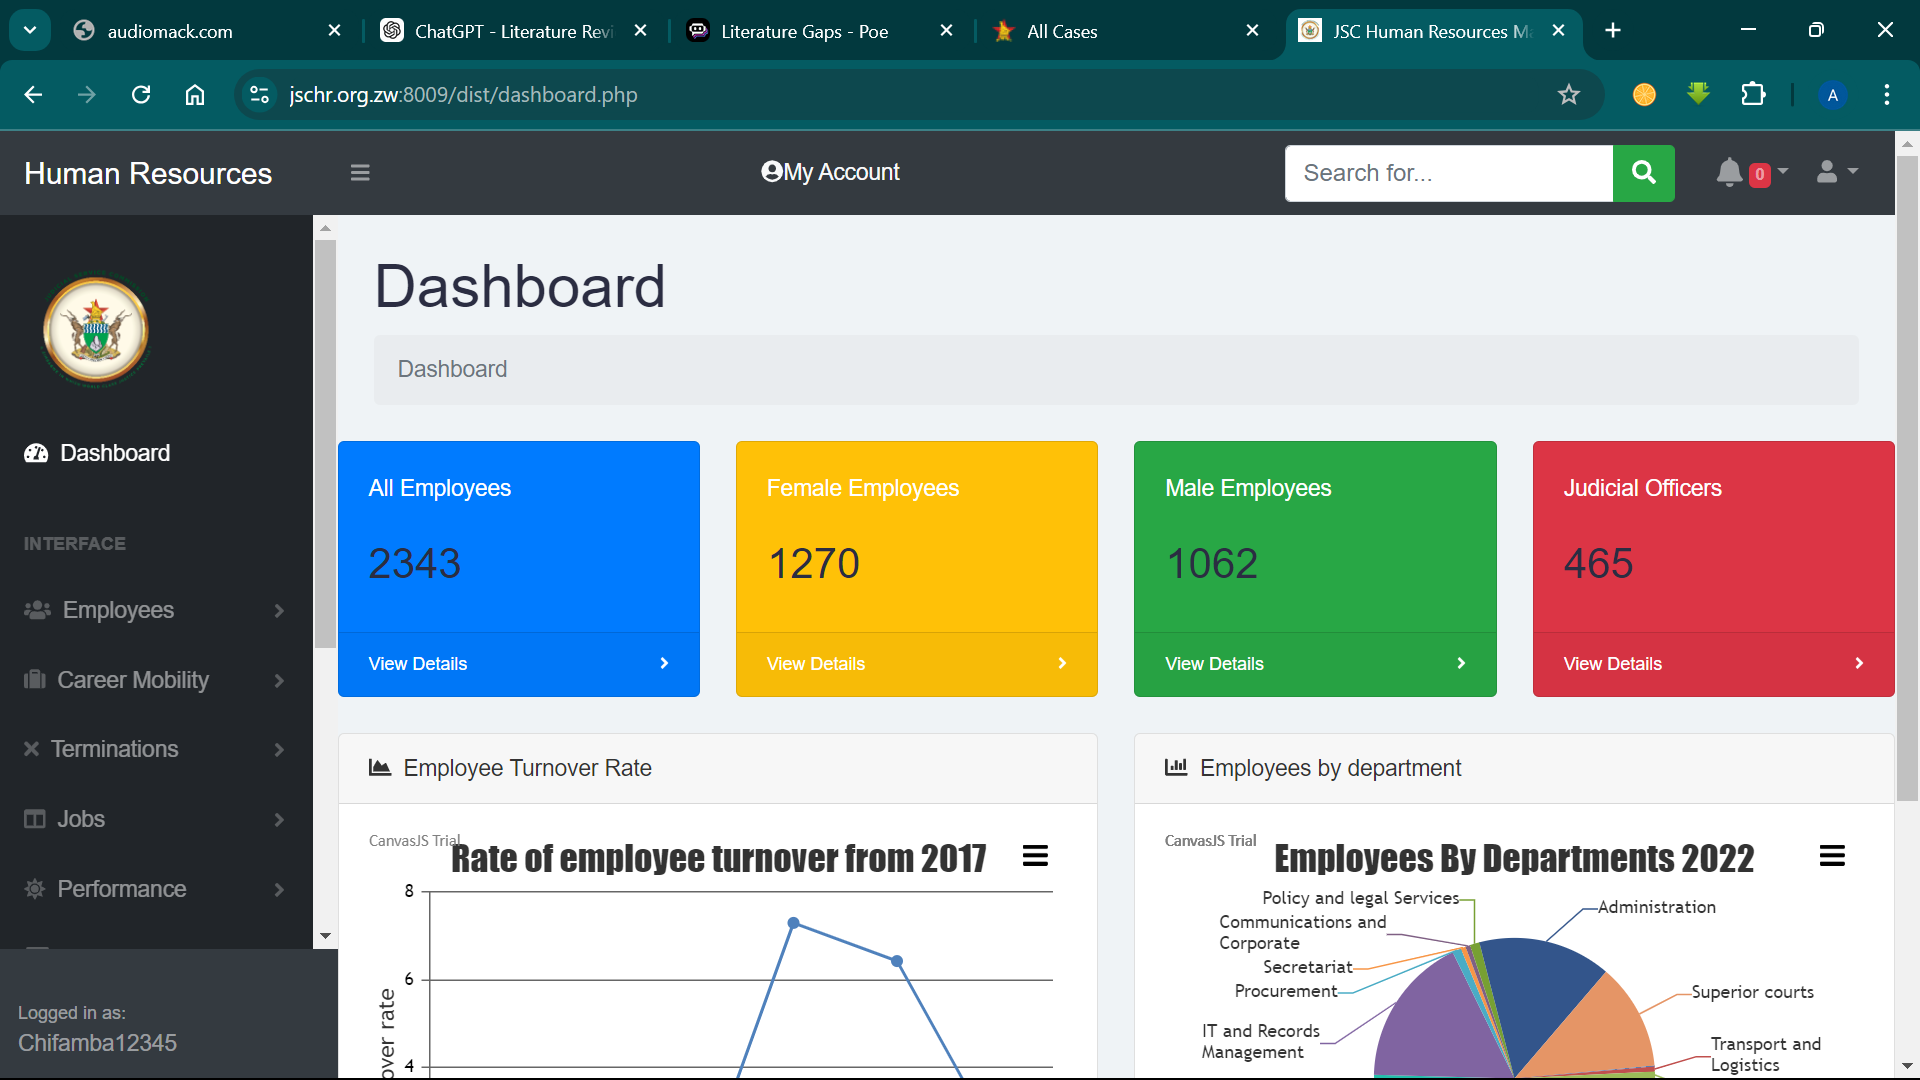 audiomack.com
ChatGPT - Literature Revi
Literature Gaps - Poe
All Cases
JSC Human Resources Ma
jschr.org.zw:8009/dist/dashboard.php
A
Human Resources
My Account
Search for...
0
Dashboard
INTERFACE
Employees
Career Mobility
Terminations
Jobs
Performance
Logged in as:
Chifamba12345
Dashboard
Dashboard
All Employees
2343
View Details
Female Employees
1270
View Details
Male Employees
1062
View Details
Judicial Officers
465
View Details
Employee Turnover Rate
CanvasJS Trial
Rate of employee turnover from 2017
8
6
4
over rate
Employees by department
CanvasJS Trial
Employees By Departments 2022
Policy and legal Services
Administration
Communications and
Corporate
Secretariat
Procurement
Superior courts
IT and Records
Management
Transport and
Logistics